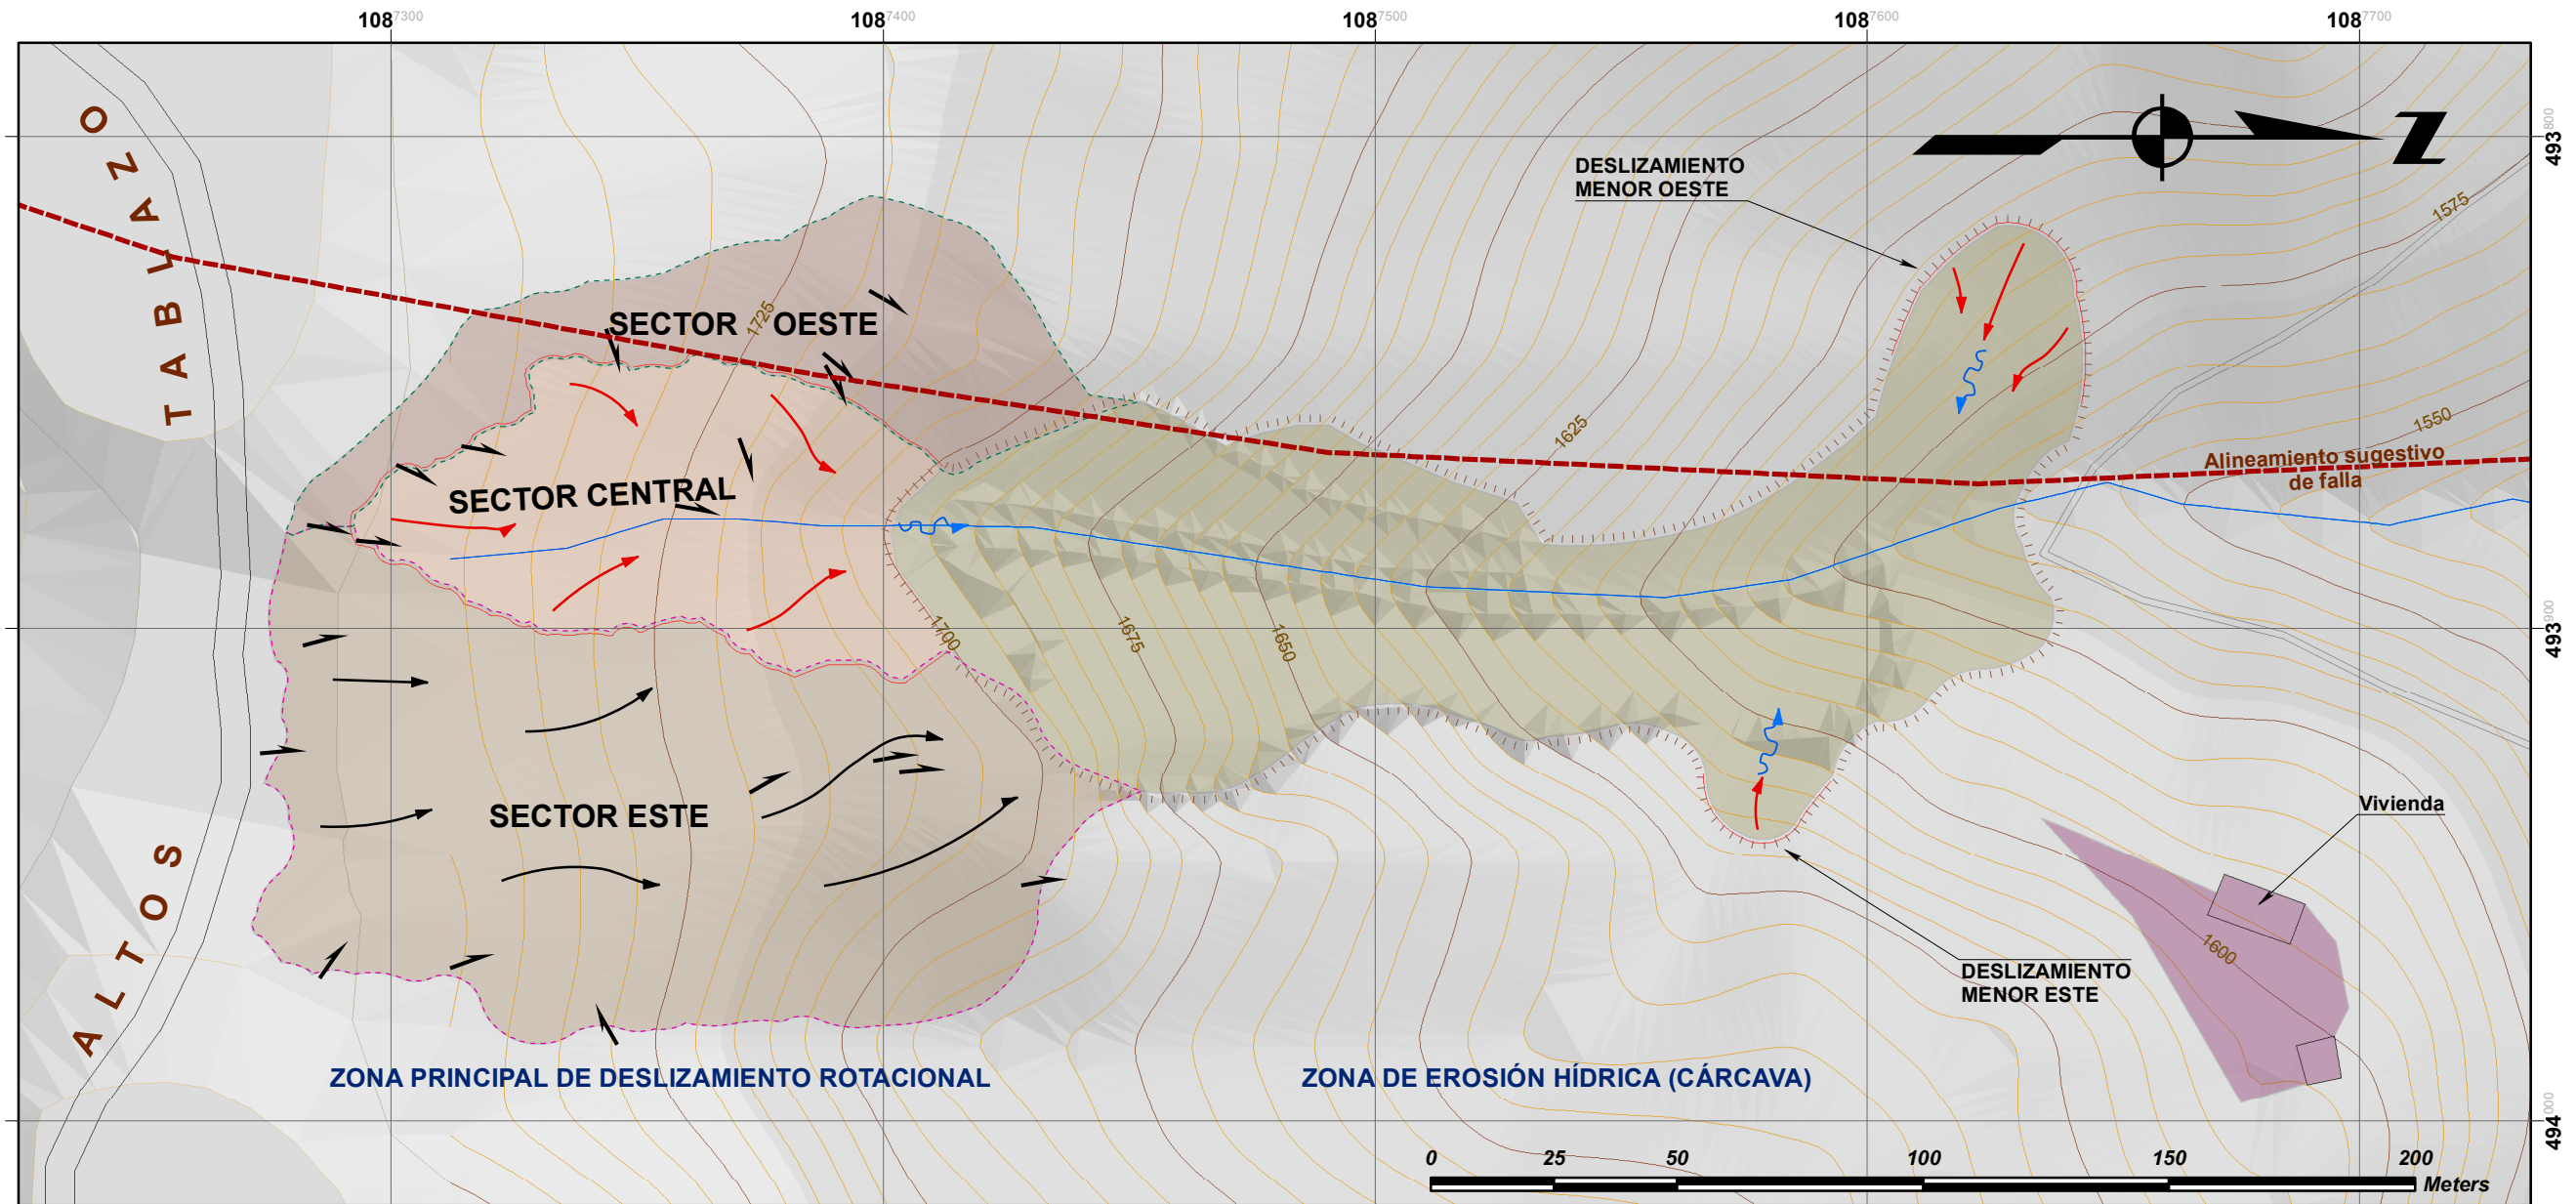 108 7300
108 7400
108 7500
108 7600
108 7700
493 800
493 900
494 000
ALTOS TABLAZO
N
DESLIZAMIENTO
MENOR OESTE
1575
SECTOR OESTE
1725
1625
1550
Alineamiento sugestivo
de falla
SECTOR CENTRAL
1700
1675
1650
SECTOR ESTE
Vivienda
1600
DESLIZAMIENTO
MENOR ESTE
ZONA PRINCIPAL DE DESLIZAMIENTO ROTACIONAL
ZONA DE EROSIÓN HÍDRICA (CÁRCAVA)
0 25 50 100 150 200
Meters